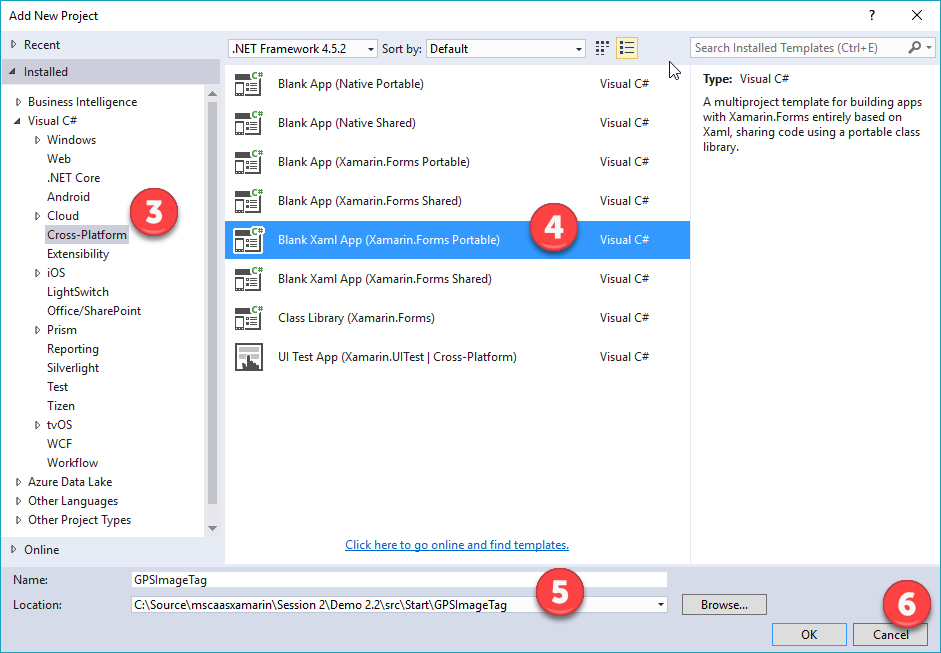 Add New Project
?
Recent
Installed
.NET Framework 4.5.2 Sort by: Default
Search Installed Templates (Ctrl+E)
Business Intelligence
Visual C#
Windows
Web
.NET Core
Android
Cloud
Cross-Platform
Extensibility
iOS
LightSwitch
Office/SharePoint
Prism
Reporting
Silverlight
Test
Tizen
tvOS
WCF
Workflow
Azure Data Lake
Other Languages
Other Project Types
Online
3
C# Blank App (Native Portable) Visual C#
C# Blank App (Native Shared) Visual C#
C# Blank App (Xamarin.Forms Portable) Visual C#
C# Blank App (Xamarin.Forms Shared) Visual C#
C# Blank Xaml App (Xamarin.Forms Portable) 4 Visual C#
C# Blank Xaml App (Xamarin.Forms Shared) Visual C#
C# Class Library (Xamarin.Forms) Visual C#
UI Test App (Xamarin.UITest | Cross-Platform) Visual C#
Click here to go online and find templates.
Type: Visual C#
A multiproject template for building apps
with Xamarin.Forms entirely based on
Xaml, sharing code using a portable class
library.
Name: GPSImageTag
Location: C:\Source\mscaasxamarin\Session 2\Demo 2.2\src\Start\GPSImageTag 5 Browse...
6
OK Cancel